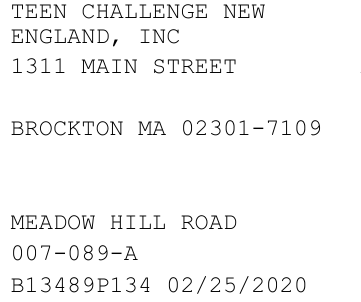 TEEN CHALLENGE NEW
ENGLAND, INC
1311 MAIN STREET
BROCKTON MA 02301-7109
MEADOW HILL ROAD
007-089-A
B13489P134 02/25/2020